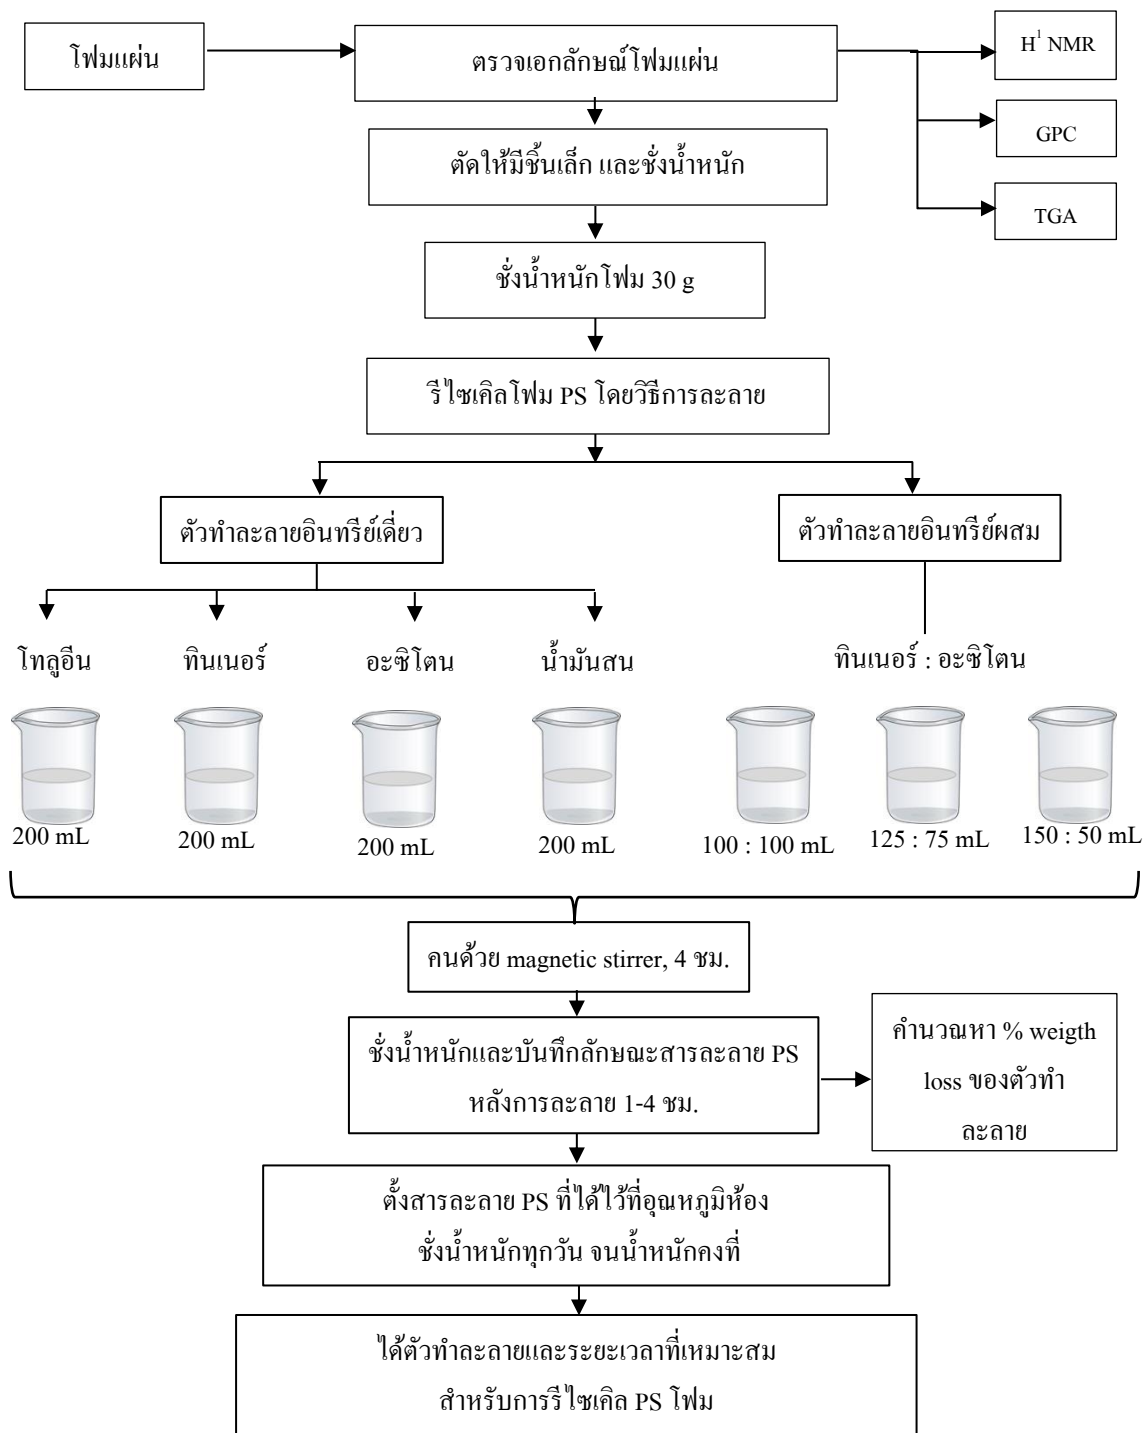 โฟมแผ่น
ตรวจเอกลักษณ์โฟมแผ่น
H¹ NMR
GPC
TGA
ตัดให้มีชิ้นเล็ก และชั่งน้ำหนัก
ชั่งน้ำหนักโฟม 30 g
รีไซเคิลโฟม PS โดยวิธีการละลาย
ตัวทำละลายอินทรีย์เดี่ยว
ตัวทำละลายอินทรีย์ผสม
โทลูอีน
ทินเนอร์
อะซิโตน
น้ำมันสน
ทินเนอร์ : อะซิโตน
200 mL
200 mL
200 mL
200 mL
100 : 100 mL
125 : 75 mL
150 : 50 mL
คนด้วย magnetic stirrer, 4 ชม.
ชั่งน้ำหนักและบันทึกลักษณะสารละลาย PS
หลังการละลาย 1-4 ชม.
คำนวณหา % weigth
loss ของตัวทำ
ละลาย
ตั้งสารละลาย PS ที่ได้ไว้ที่อุณหภูมิห้อง
ชั่งน้ำหนักทุกวัน จนน้ำหนักคงที่
ได้ตัวทำละลายและระยะเวลาที่เหมาะสม
สำหรับการรีไซเคิล PS โฟม